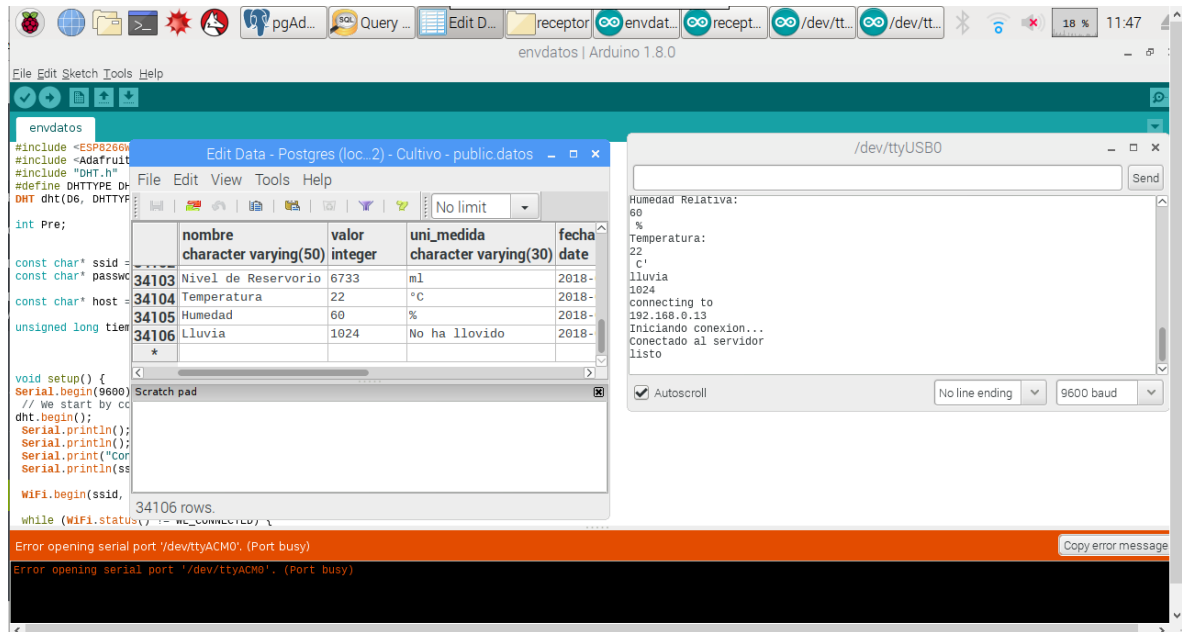 pgAd...
Query ...
Edit D...
receptor
envdat...
recept...
/dev/tt...
/dev/tt...
18 %
11:47
envdatos | Arduino 1.8.0
File Edit Sketch Tools Help
envdatos
#include <ESP8266W
#include <Adafruit
#include "DHT.h"
#define DHTTYPE DH
DHT dht(D6, DHTTYP
int Pre;
const char* ssid =
const char* passwo
const char* host =
unsigned long tiem
void setup() {
Serial.begin(9600)
// We start by co
dht.begin();
Serial.println();
Serial.println();
Serial.print("Con
Serial.println(ss
WiFi.begin(ssid,
while (WiFi.status() != WL_CONNECTED) {
Edit Data - Postgres (loc...2) - Cultivo - public.datos
File Edit View Tools Help
No limit
nombre valor uni_medida fecha
character varying(50) integer character varying(30) date
34103 Nivel de Reservorio 6733 ml 2018-
34104 Temperatura 22 °C 2018-
34105 Humedad 60 % 2018-
34106 Lluvia 1024 No ha llovido 2018-
*
Scratch pad
34106 rows.
/dev/ttyUSB0
Send
Humedad Relativa:
60
%
Temperatura:
22
C'
lluvia
1024
connecting to
192.168.0.13
Iniciando conexion...
Conectado al servidor
listo
Autoscroll
No line ending
9600 baud
Error opening serial port '/dev/ttyACM0'. (Port busy)
Copy error message
Error opening serial port '/dev/ttyACM0'. (Port busy)